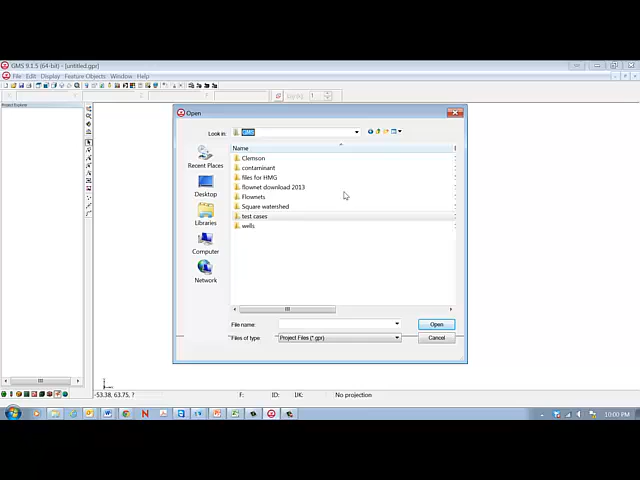 GMS 9.1.5 (64-bit) - [untitled.gpr]
File Edit Display Feature Objects Window Help
Project Explorer
Open
Look in: GMS
Name
Recent Places
Desktop
Libraries
Computer
Network
Clemson
contaminant
files for HMG
flownet download 2013
Flownets
Square watershed
test cases
wells
File name:
Open
Files of type: Project Files (*.gpr)
Cancel
-53.38, 63.75, ? F: ID: IJK: No projection
10:00 PM